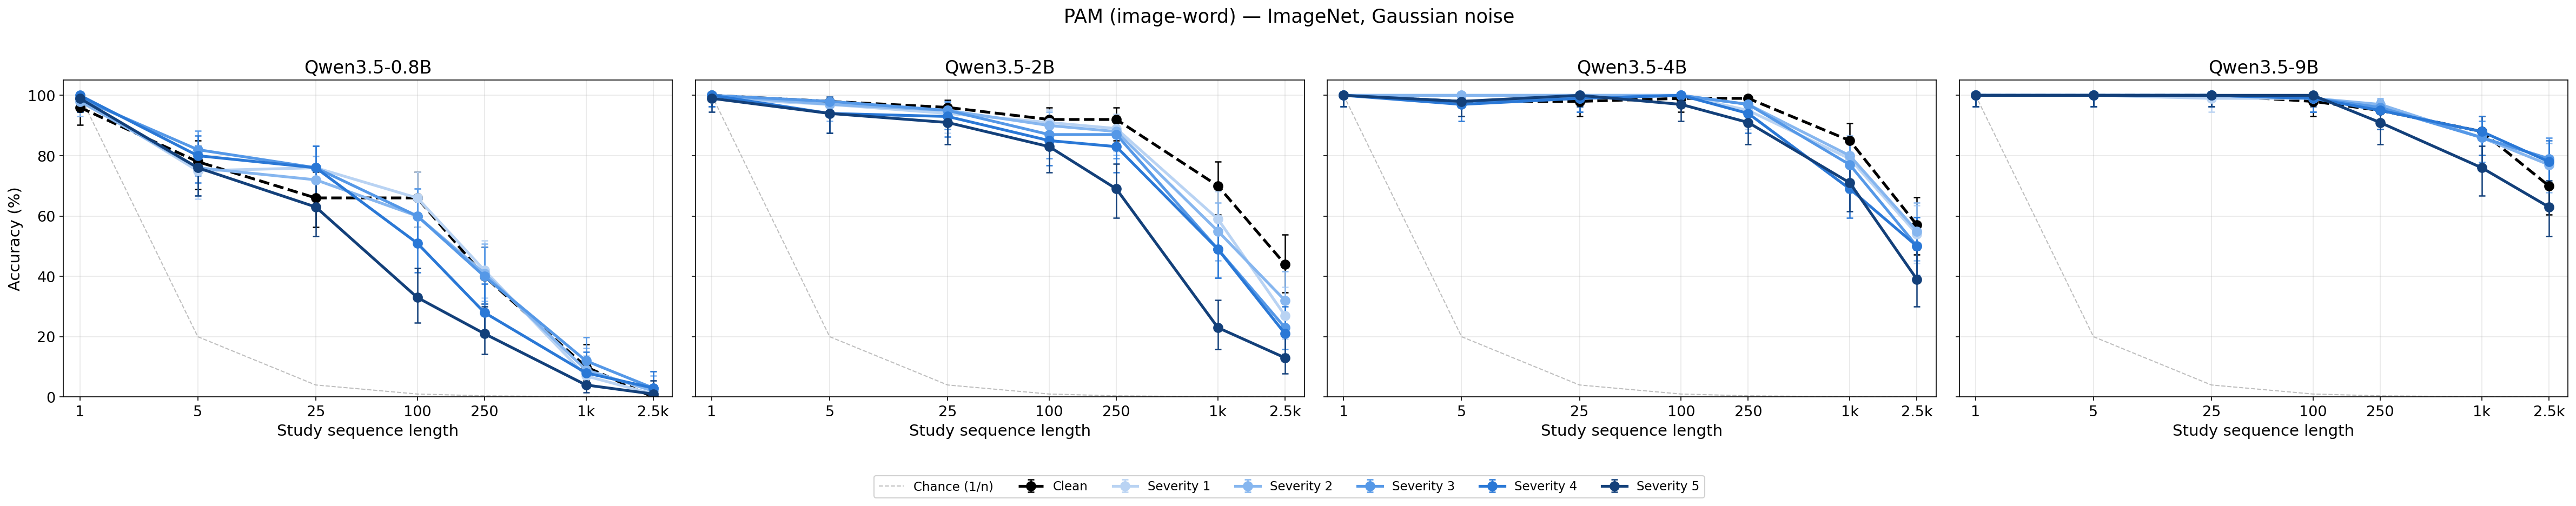 PAM (image-word) — ImageNet, Gaussian noise
Qwen3.5-0.8B
Qwen3.5-2B
Qwen3.5-4B
Qwen3.5-9B
Accuracy (%)
100
80
60
40
20
0
1 5 25 100 250 1k 2.5k
1 5 25 100 250 1k 2.5k
1 5 25 100 250 1k 2.5k
1 5 25 100 250 1k 2.5k
Study sequence length
Study sequence length
Study sequence length
Study sequence length
Chance (1/n) Clean Severity 1 Severity 2 Severity 3 Severity 4 Severity 5